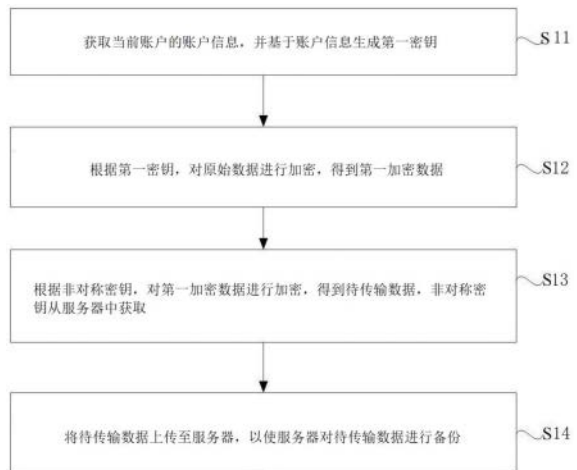 获取当前账户的账户信息，并基于账户信息生成第一密钥
S11
根据第一密钥，对原始数据进行加密，得到第一加密数据
S12
根据非对称密钥，对第一加密数据进行加密，得到待传输数据，非对称密
钥从服务器中获取
S13
将待传输数据上传至服务器，以使服务器对待传输数据进行备份
S14